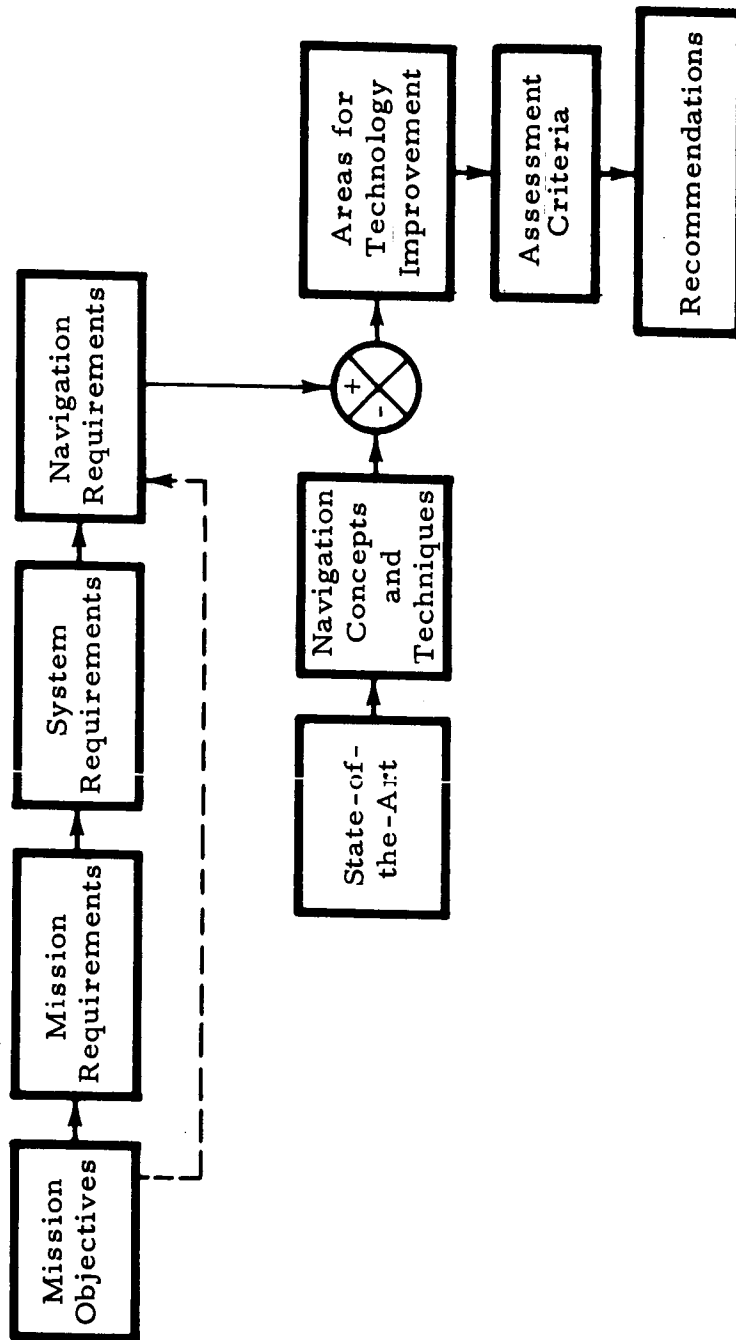 Mission
Objectives
Mission
Requirements
System
Requirements
Navigation
Requirements
State-of-
the-Art
Navigation
Concepts
and
Techniques
+
-
Areas for
Technology
Improvement
Assessment
Criteria
Recommendations